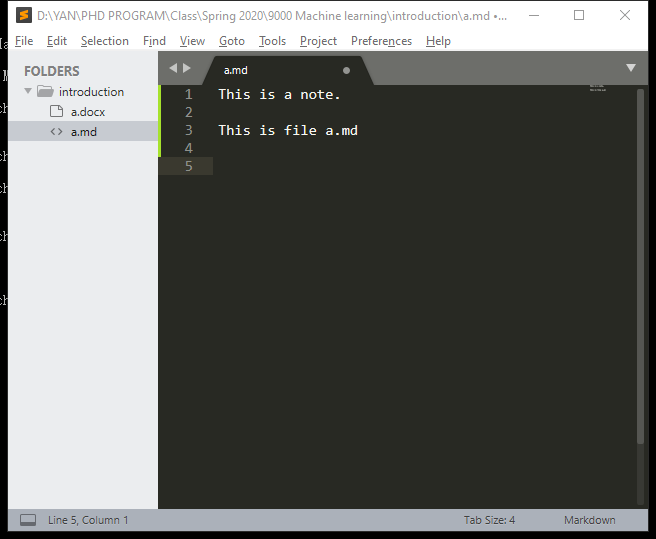 D:\YAN\PHD PROGRAM\Class\Spring 2020\9000 Machine learning\introduction\a.md •...
File Edit Selection Find View Goto Tools Project Preferences Help
FOLDERS
introduction
a.docx
a.md
a.md
1 This is a note.
2
3 This is file a.md
4
5
Line 5, Column 1
Tab Size: 4
Markdown